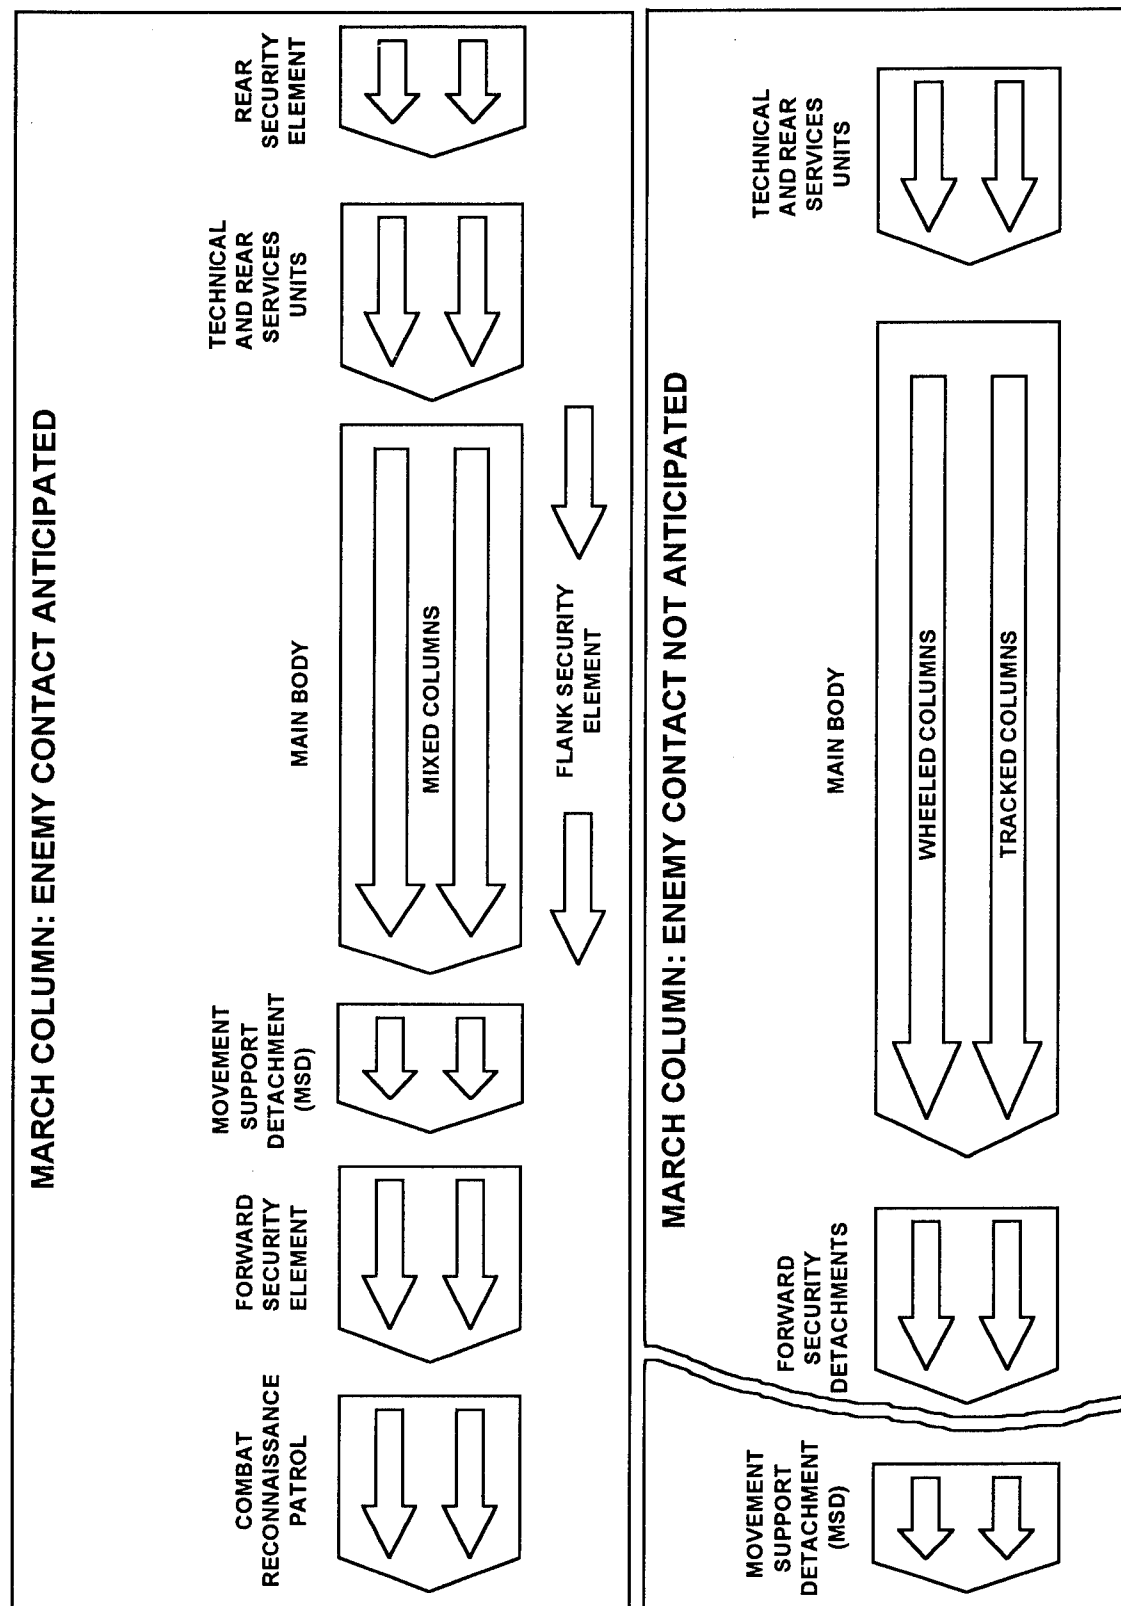 MARCH COLUMN: ENEMY CONTACT ANTICIPATED
COMBAT
RECONNAISSANCE
PATROL
FORWARD
SECURITY
ELEMENT
MOVEMENT
SUPPORT
DETACHMENT
(MSD)
MAIN BODY
MIXED COLUMNS
FLANK SECURITY
ELEMENT
TECHNICAL
AND REAR
SERVICES
UNITS
REAR
SECURITY
ELEMENT
MARCH COLUMN: ENEMY CONTACT NOT ANTICIPATED
MOVEMENT
SUPPORT
DETACHMENT
(MSD)
FORWARD
SECURITY
DETACHMENTS
MAIN BODY
WHEELED COLUMNS
TRACKED COLUMNS
TECHNICAL
AND REAR
SERVICES
UNITS